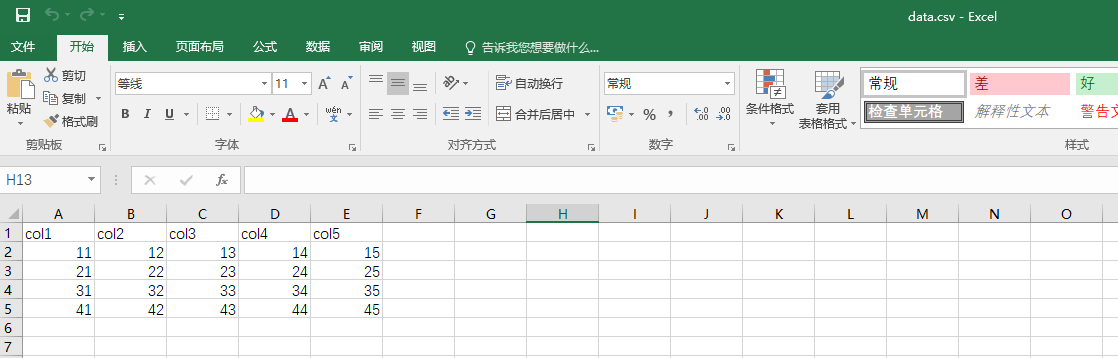 data.csv - Excel
文件 开始 插入 页面布局 公式 数据 审阅 视图 告诉我您想要做什么...
粘贴 剪切 复制 格式刷
剪贴板
等线 11 A A
B I U A wén 文
字体
自动换行
合并后居中
对齐方式
常规
% , .00 .0
数字
条件格式 套用 表格格式
常规 差 好
检查单元格 解释性文本 警告文
样式
H13 fx
A B C D E F G H I J K L M N O
1 col1 col2 col3 col4 col5
2 11 12 13 14 15
3 21 22 23 24 25
4 31 32 33 34 35
5 41 42 43 44 45
6
7